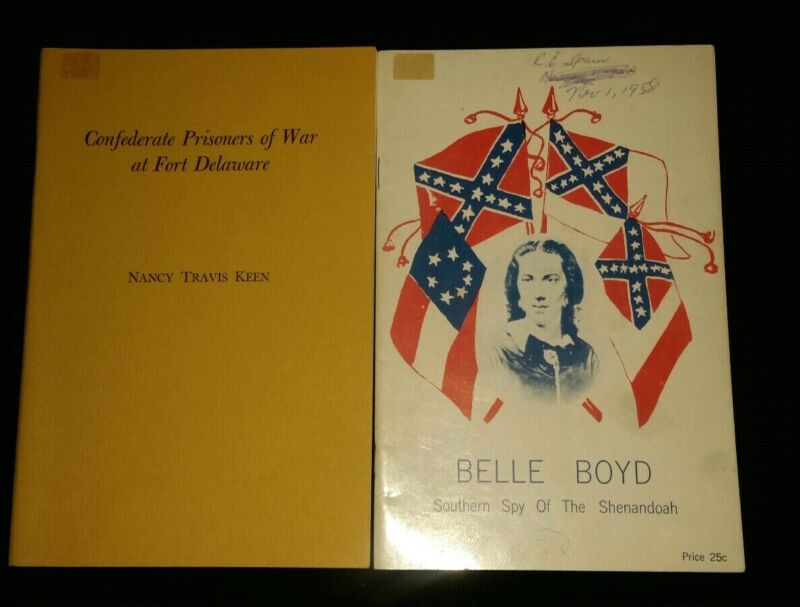 Confederate Prisoners of War
at Fort Delaware
NANCY TRAVIS KEEN
R. E. Spain
Nov 1, 1958
BELLE BOYD
Southern Spy Of The Shenandoah
Price 25c